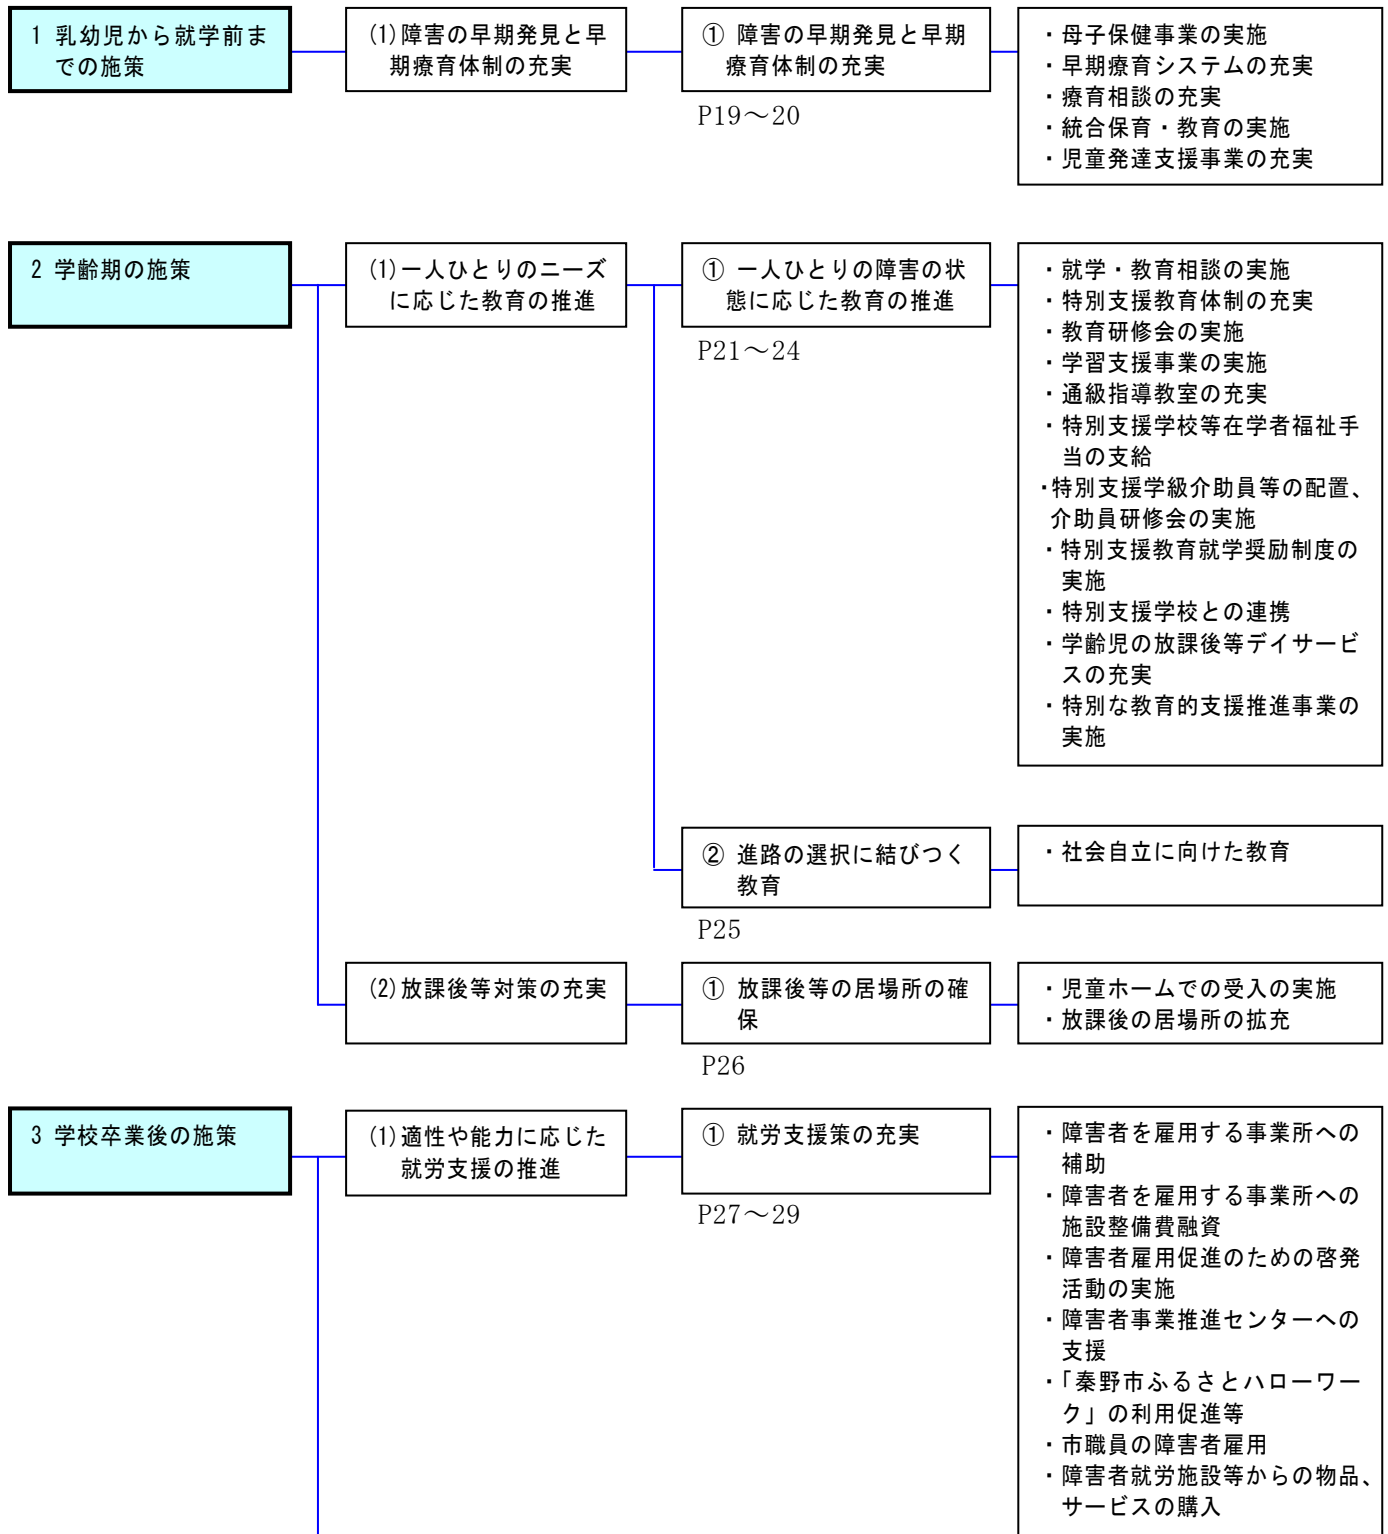 1 乳幼児から就学前ま
での施策
(1)障害の早期発見と早
期療育体制の充実
① 障害の早期発見と早期
療育体制の充実
P19～20
・母子保健事業の実施
・早期療育システムの充実
・療育相談の充実
・統合保育・教育の実施
・児童発達支援事業の充実
2 学齢期の施策
(1)一人ひとりのニーズ
に応じた教育の推進
① 一人ひとりの障害の状
態に応じた教育の推進
P21～24
・就学・教育相談の実施
・特別支援教育体制の充実
・教育研修会の実施
・学習支援事業の実施
・通級指導教室の充実
・特別支援学校等在学者福祉手
当の支給
・特別支援学級介助員等の配置、
介助員研修会の実施
・特別支援教育就学奨励制度の
実施
・特別支援学校との連携
・学齢児の放課後等デイサービ
スの充実
・特別な教育的支援推進事業の
実施
② 進路の選択に結びつく
教育
P25
・社会自立に向けた教育
(2)放課後等対策の充実
① 放課後等の居場所の確
保
P26
・児童ホームでの受入の実施
・放課後の居場所の拡充
3 学校卒業後の施策
(1)適性や能力に応じた
就労支援の推進
① 就労支援策の充実
P27～29
・障害者を雇用する事業所への
補助
・障害者を雇用する事業所への
施設整備費融資
・障害者雇用促進のための啓発
活動の実施
・障害者事業推進センターへの
支援
・「秦野市ふるさとハローワー
ク」の利用促進等
・市職員の障害者雇用
・障害者就労施設等からの物品、
サービスの購入